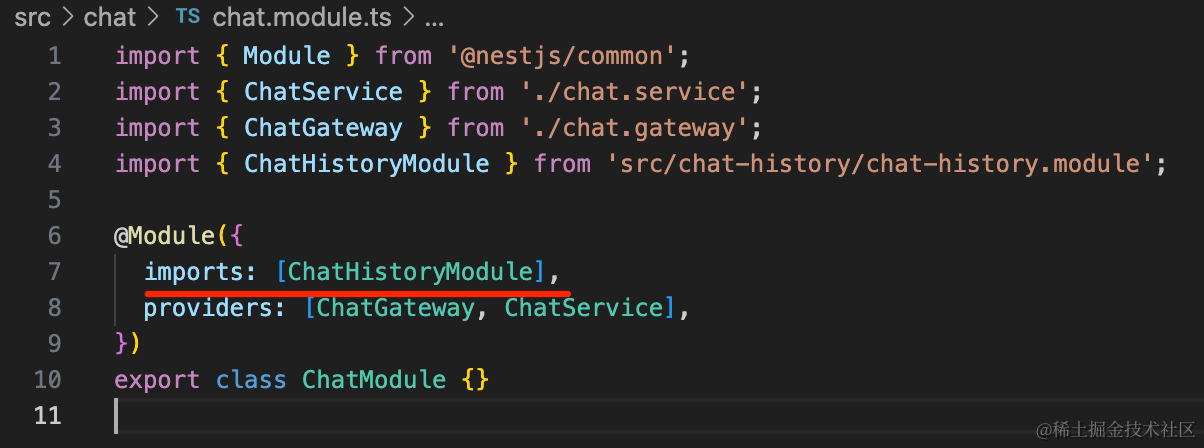 src > chat > TS chat.module.ts > ...
1 import { Module } from '@nestjs/common';
2 import { ChatService } from './chat.service';
3 import { ChatGateway } from './chat.gateway';
4 import { ChatHistoryModule } from 'src/chat-history/chat-history.module';
5
6 @Module({
7   imports: [ChatHistoryModule],
8   providers: [ChatGateway, ChatService],
9 })
10 export class ChatModule {}
11
@稀土掘金技术社区